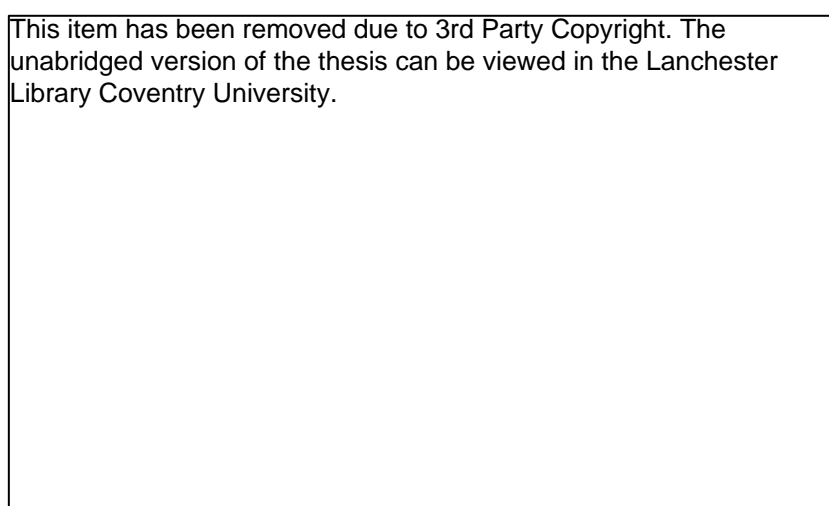 This item has been removed due to 3rd Party Copyright. The
unabridged version of the thesis can be viewed in the Lanchester
Library Coventry University.